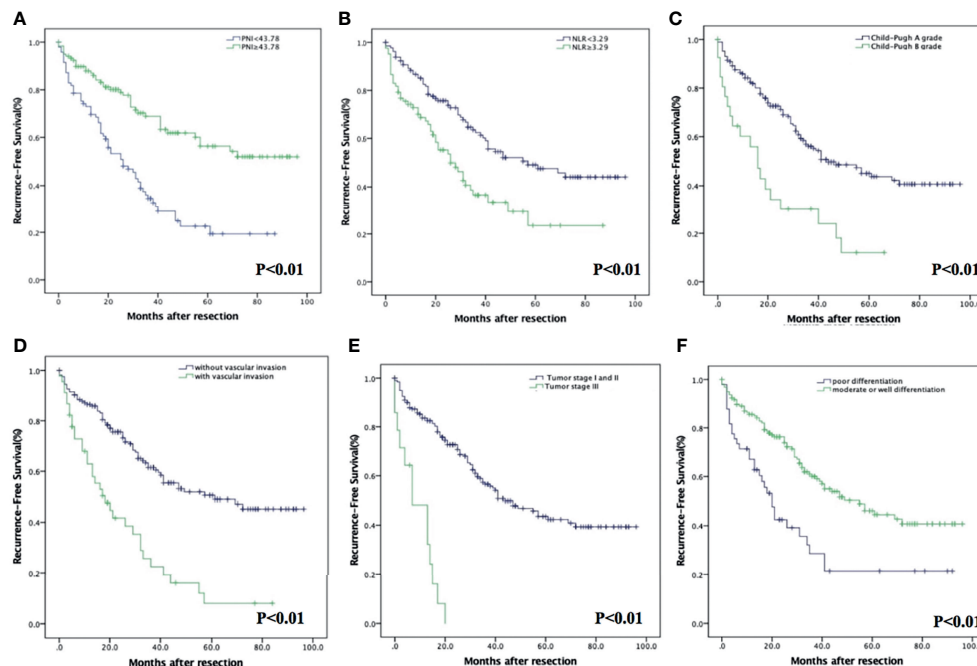 A
PNI<43.78
PNI≥43.78
Recurrence-Free Survival(%)
1.0
0.8
0.6
0.4
0.2
0.0
0
20
40
60
80
100
P<0.01
Months after resection
B
NLR<3.29
NLR≥3.29
Recurrence-Free Survival(%)
1.0
0.8
0.6
0.4
0.2
0.0
0
20
40
60
80
100
P<0.01
Months after resection
C
Child-Pugh A grade
Child-Pugh B grade
Recurrence-Free Survival(%)
1.0
0.8
0.6
0.4
0.2
0.0
.0
20.0
40.0
60.0
80.0
100.0
P<0.01
Months after resection
D
without vascular invasion
with vascular invasion
Recurrence-Free Survival(%)
1.0
0.8
0.6
0.4
0.2
0.0
.0
20.0
40.0
60.0
80.0
100.0
P<0.01
Months after resection
E
Tumor stage I and II
Tumor stage III
Recurrence-Free Survival(%)
1.0
0.8
0.6
0.4
0.2
0.0
.0
20.0
40.0
60.0
80.0
100.0
P<0.01
Months after resection
F
poor differentiation
moderate or well differentiation
Recurrence-Free Survival(%)
1.0
0.8
0.6
0.4
0.2
0.0
.0
20.0
40.0
60.0
80.0
100.0
P<0.01
Months after resection